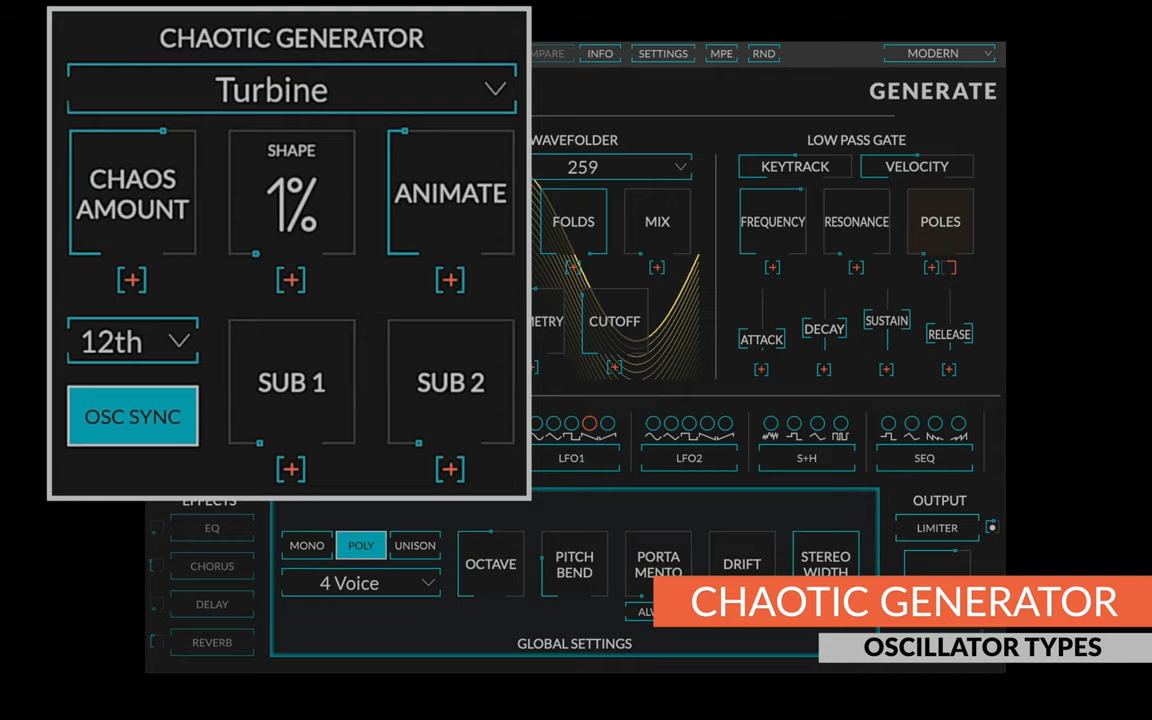 CHAOTIC GENERATOR
Turbine
CHAOS
AMOUNT
SHAPE
1%
ANIMATE
12th
OSC SYNC
SUB 1
SUB 2
INFO
SETTINGS
MPE
RND
MODERN
GENERATE
WAVEFOLDER
259
FOLDS
MIX
CUTOFF
LOW PASS GATE
KEYTRACK
VELOCITY
FREQUENCY
RESONANCE
POLES
ATTACK
DECAY
SUSTAIN
RELEASE
LFO1
LFO2
S+H
SEQ
EFFECTS
EQ
CHORUS
DELAY
REVERB
MONO
POLY
UNISON
4 Voice
OCTAVE
PITCH
BEND
PORTA
MENTO
DRIFT
STEREO
WIDTH
GLOBAL SETTINGS
OUTPUT
LIMITER
CHAOTIC GENERATOR
OSCILLATOR TYPES